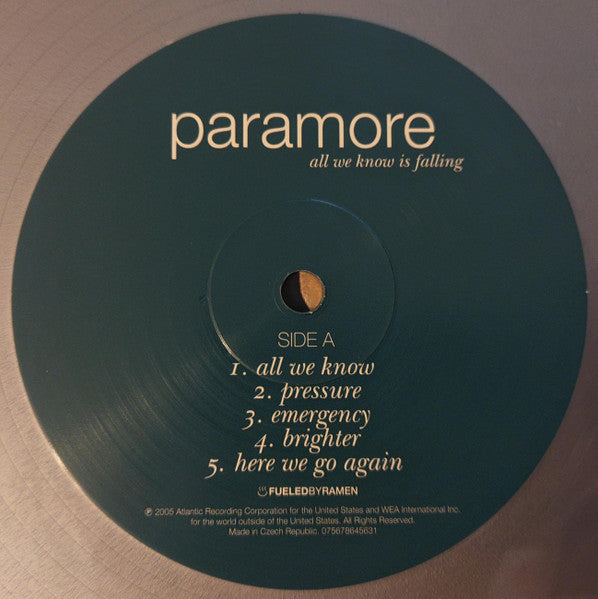 paramore
all we know is falling
SIDE A
1. all we know
2. pressure
3. emergency
4. brighter
5. here we go again
FUELEDBYRAMEN
℗ 2005 Atlantic Recording Corporation for the United States and WEA International Inc.
for the world outside of the United States. All Rights Reserved.
Made in Czech Republic. 075678645631